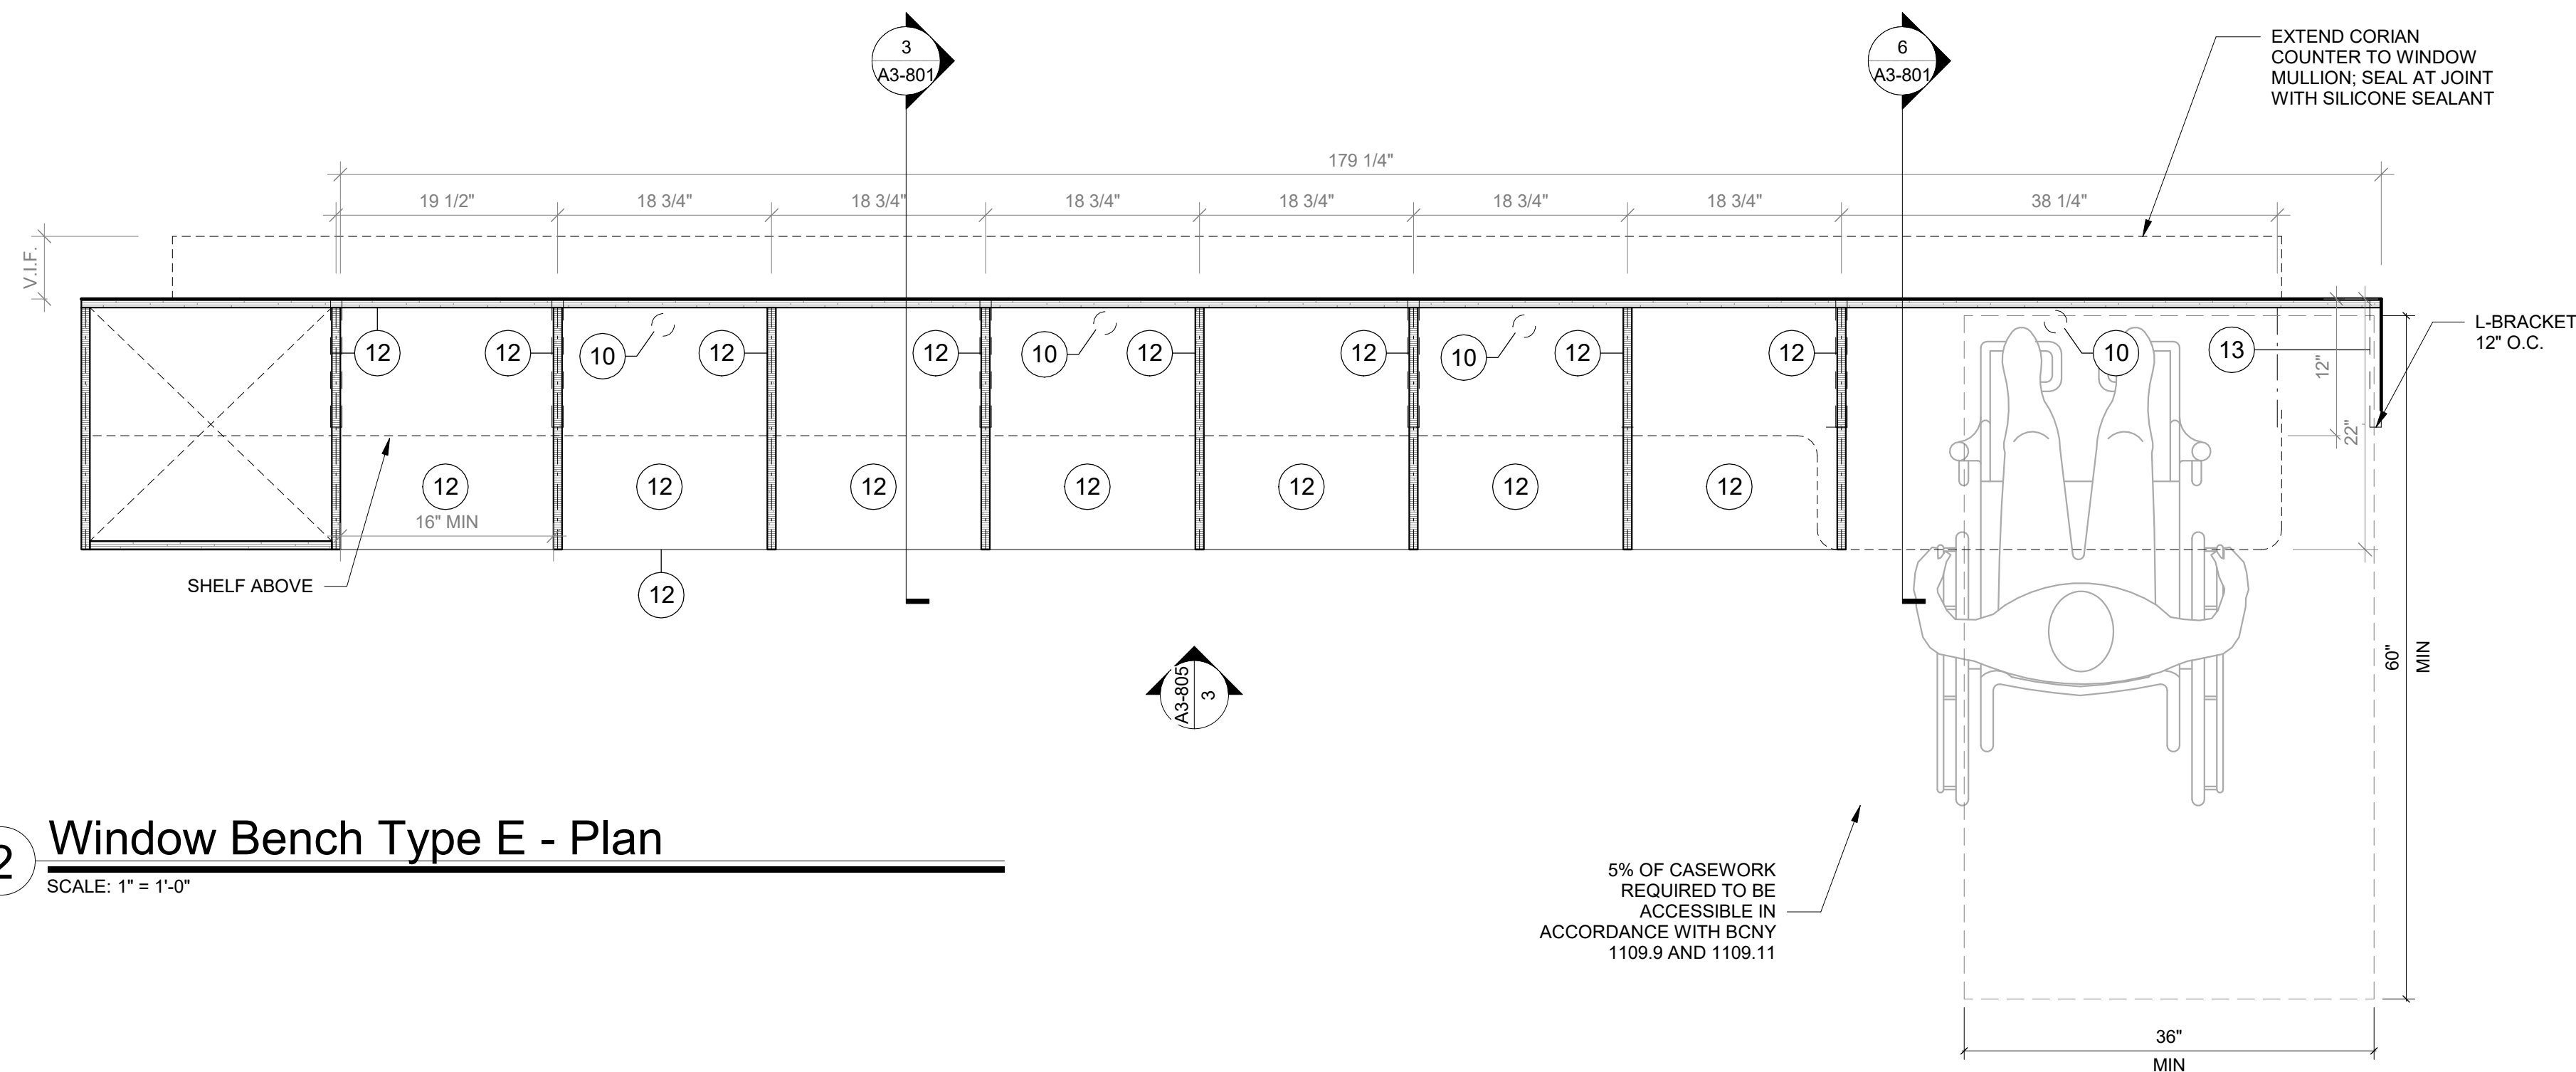 3
A3-801
6
A3-801
EXTEND CORIAN
COUNTER TO WINDOW
MULLION; SEAL AT JOINT
WITH SILICONE SEALANT
179 1/4"
19 1/2"
18 3/4"
18 3/4"
18 3/4"
18 3/4"
18 3/4"
18 3/4"
38 1/4"
V.I.F.
12
12
10
12
12
10
12
12
10
12
12
10
13
12"
22"
L-BRACKET
12" O.C.
12
12
12
12
12
12
12
16" MIN
SHELF ABOVE
12
A3-805
3
60"
MIN
2
Window Bench Type E - Plan
SCALE: 1" = 1'-0"
5% OF CASEWORK
REQUIRED TO BE
ACCESSIBLE IN
ACCORDANCE WITH BCNY
1109.9 AND 1109.11
36"
MIN